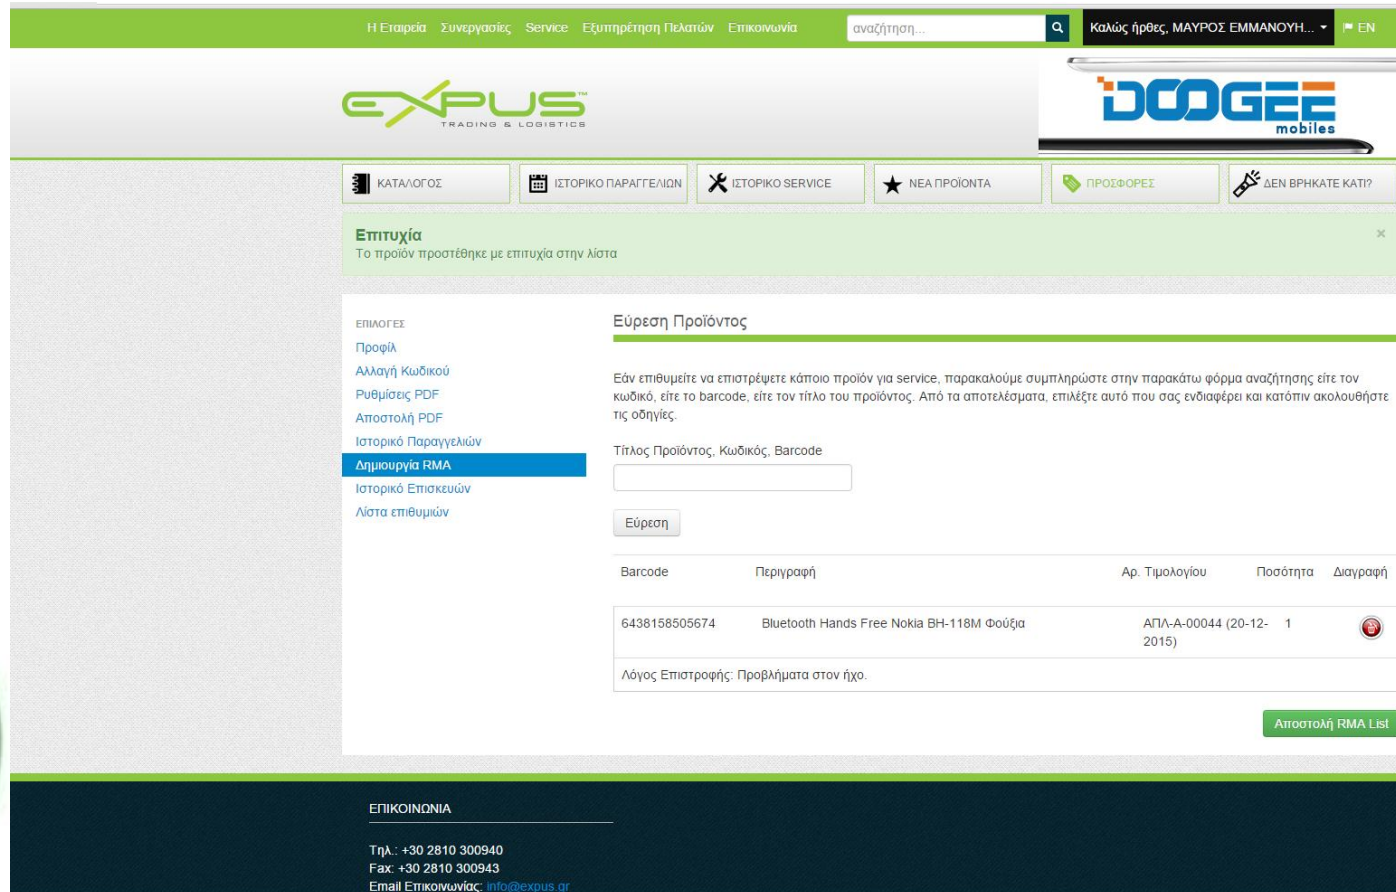 Η Εταιρεία Συνεργασίες Service Εξυπηρέτηση Πελατών Επικοινωνία αναζήτηση... Καλώς ήρθες, ΜΑΥΡΟΣ ΕΜΜΑΝΟΥΗ... EN
EXPUS™
TRADING & LOGISTICS
DOOGEE
mobiles
ΚΑΤΑΛΟΓΟΣ ΙΣΤΟΡΙΚΟ ΠΑΡΑΓΓΕΛΙΩΝ ΙΣΤΟΡΙΚΟ SERVICE ΝΕΑ ΠΡΟΪΟΝΤΑ ΠΡΟΣΦΟΡΕΣ ΔΕΝ ΒΡΗΚΑΤΕ ΚΑΤΙ?
Επιτυχία ×
Το προϊόν προστέθηκε με επιτυχία στην λίστα
ΕΠΙΛΟΓΕΣ
Προφίλ
Αλλαγή Κωδικού
Ρυθμίσεις PDF
Αποστολή PDF
Ιστορικό Παραγγελιών
Δημιουργία RMA
Ιστορικό Επισκευών
Λίστα επιθυμιών
Εύρεση Προϊόντος
Εάν επιθυμείτε να επιστρέψετε κάποιο προϊόν για service, παρακαλούμε συμπληρώστε στην παρακάτω φόρμα αναζήτησης είτε τον
κωδικό, είτε το barcode, είτε τον τίτλο του προϊόντος. Από τα αποτελέσματα, επιλέξτε αυτό που σας ενδιαφέρει και κατόπιν ακολουθήστε
τις οδηγίες.
Τίτλος Προϊόντος, Κωδικός, Barcode
Εύρεση
Barcode Περιγραφή Αρ. Τιμολογίου Ποσότητα Διαγραφή
6438158505674 Bluetooth Hands Free Nokia BH-118M Φούξια ΑΠΛ-Α-00044 (20-12- 1
2015)
Λόγος Επιστροφής: Προβλήματα στον ήχο.
Αποστολή RMA List
ΕΠΙΚΟΙΝΩΝΙΑ
Τηλ.: +30 2810 300940
Fax: +30 2810 300943
Email Επικοινωνίας: info@expus.gr